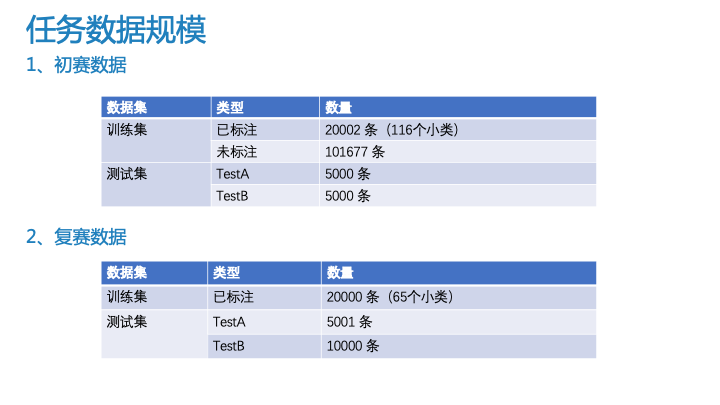 任务数据规模
1、初赛数据
数据集 类型 数量
训练集 已标注 20002 条（116个小类）
未标注 101677 条
测试集 TestA 5000 条
TestB 5000 条
2、复赛数据
数据集 类型 数量
训练集 已标注 20000 条（65个小类）
测试集 TestA 5001 条
TestB 10000 条